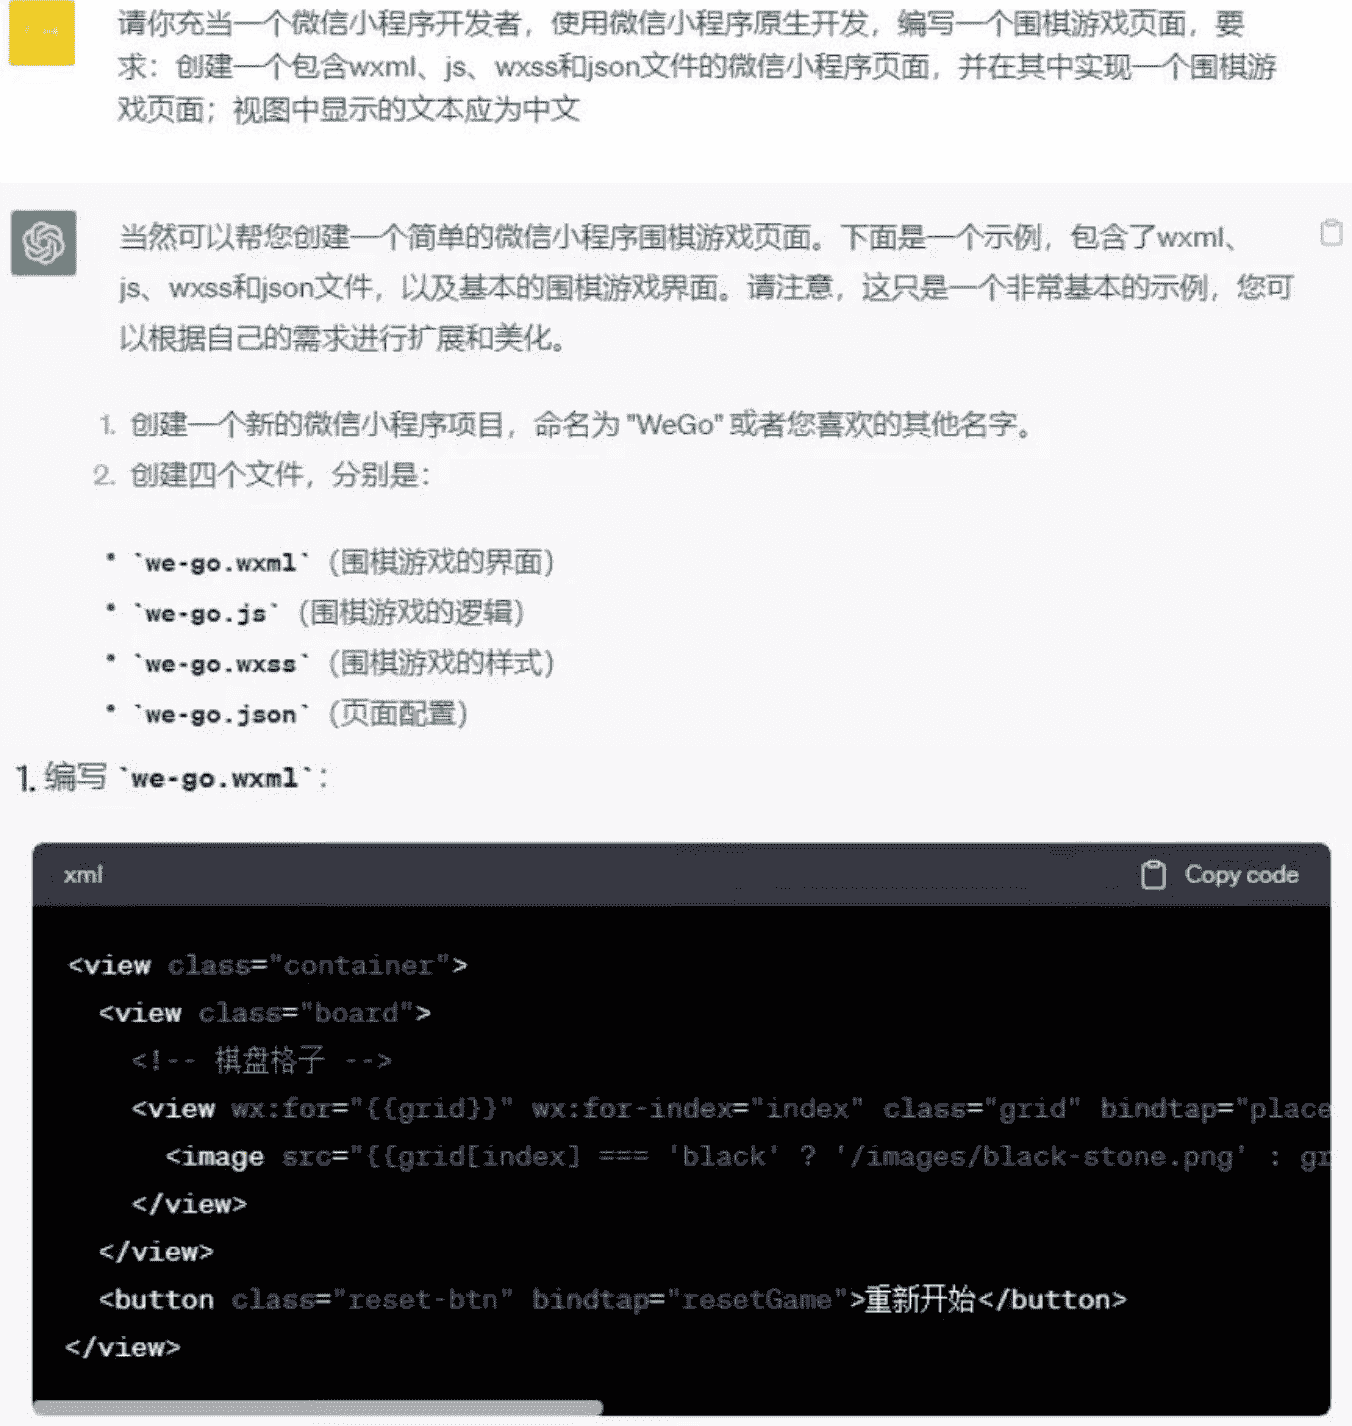 请你充当一个微信小程序开发者，使用微信小程序原生开发，编写一个围棋游戏页面，要
求：创建一个包含wxml、js、wxss和json文件的微信小程序页面，并在其中实现一个围棋游
戏页面；视图中显示的文本应为中文
当然可以帮您创建一个简单的微信小程序围棋游戏页面。下面是一个示例，包含了wxml、
js、wxss和json文件，以及基本的围棋游戏界面。请注意，这只是一个非常基本的示例，您可
以根据自己的需求进行扩展和美化。
1. 创建一个新的微信小程序项目，命名为 "WeGo" 或者您喜欢的其他名字。
2. 创建四个文件，分别是：
• `we-go.wxml`（围棋游戏的界面）
• `we-go.js`（围棋游戏的逻辑）
• `we-go.wxss`（围棋游戏的样式）
• `we-go.json`（页面配置）
1. 编写 `we-go.wxml`：
xml Copy code
<view class="container">
<view class="board">
<!-- 棋盘格子 -->
<view wx:for="{{grid}}" wx:for-index="index" class="grid" bindtap="place
<image src="{{grid[index] === 'black' ? '/images/black-stone.png' : gr
</view>
</view>
<button class="reset-btn" bindtap="resetGame">重新开始</button>
</view>